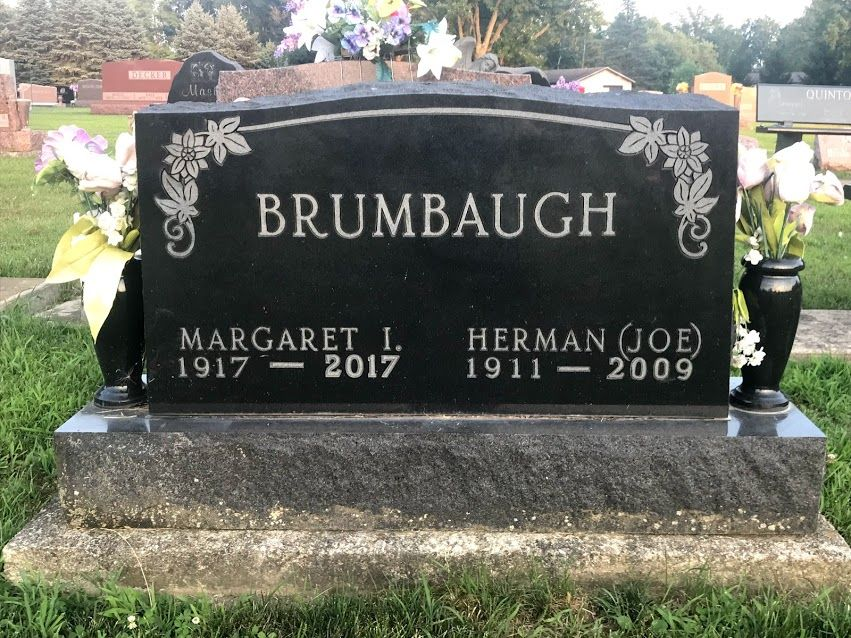 DECKER
QUINTO
BRUMBAUGH
MARGARET I. HERMAN (JOE)
1917 — 2017 1911 — 2009